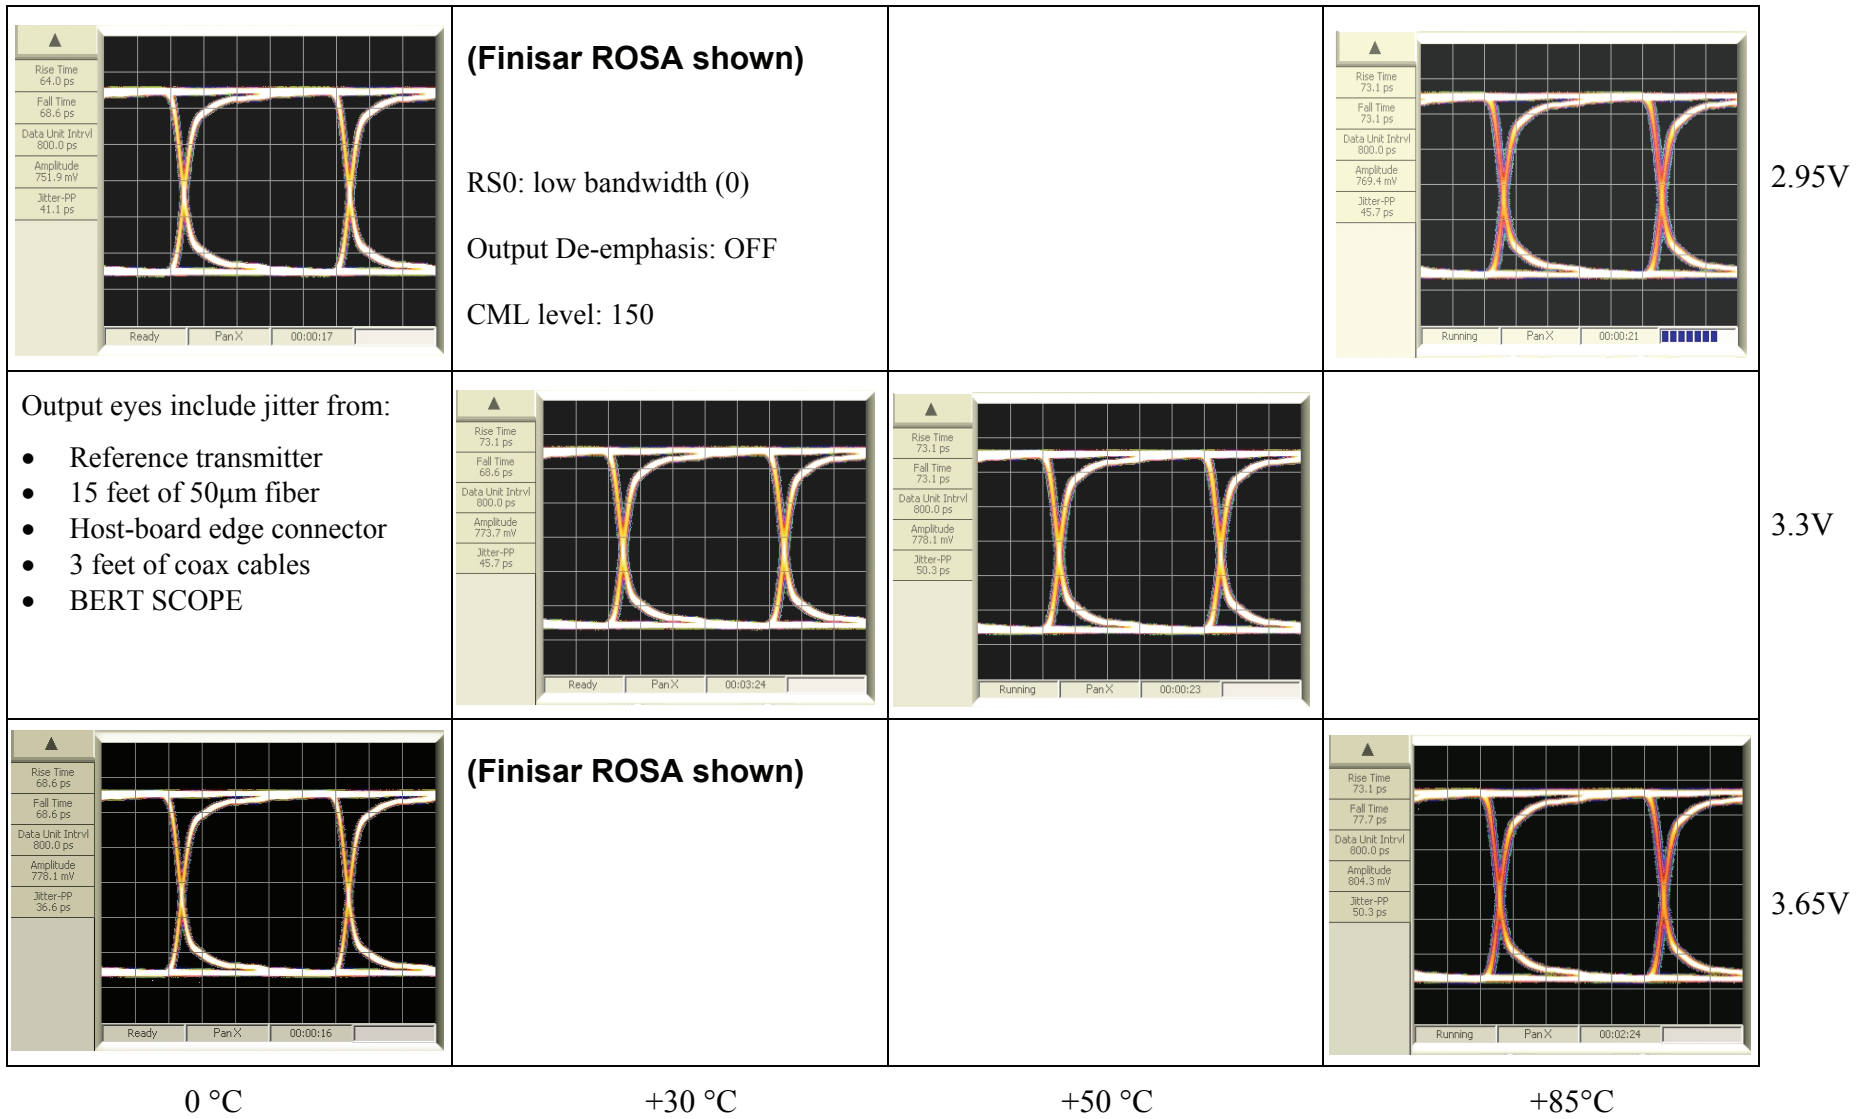 Rise Time
64.0 ps
Fall Time
68.6 ps
Data Unit Intrvl
800.0 ps
Amplitude
751.9 mV
Jitter-PP
41.1 ps
Ready
Pan X
00:00:17
(Finisar ROSA shown)
RS0: low bandwidth (0)
Output De-emphasis: OFF
CML level: 150
Rise Time
73.1 ps
Fall Time
73.1 ps
Data Unit Intrvl
800.0 ps
Amplitude
769.4 mV
Jitter-PP
45.7 ps
Running
Pan X
00:00:21
2.95V
Output eyes include jitter from:
• Reference transmitter
• 15 feet of 50μm fiber
• Host-board edge connector
• 3 feet of coax cables
• BERT SCOPE
Rise Time
73.1 ps
Fall Time
68.6 ps
Data Unit Intrvl
800.0 ps
Amplitude
773.7 mV
Jitter-PP
45.7 ps
Ready
Pan X
00:03:24
Rise Time
73.1 ps
Fall Time
73.1 ps
Data Unit Intrvl
800.0 ps
Amplitude
778.1 mV
Jitter-PP
50.3 ps
Running
Pan X
00:00:23
3.3V
Rise Time
68.6 ps
Fall Time
68.6 ps
Data Unit Intrvl
800.0 ps
Amplitude
778.1 mV
Jitter-PP
36.6 ps
Ready
Pan X
00:00:16
(Finisar ROSA shown)
Rise Time
73.1 ps
Fall Time
77.7 ps
Data Unit Intrvl
800.0 ps
Amplitude
804.3 mV
Jitter-PP
50.3 ps
Running
Pan X
00:02:24
3.65V
0 °C
+30 °C
+50 °C
+85°C